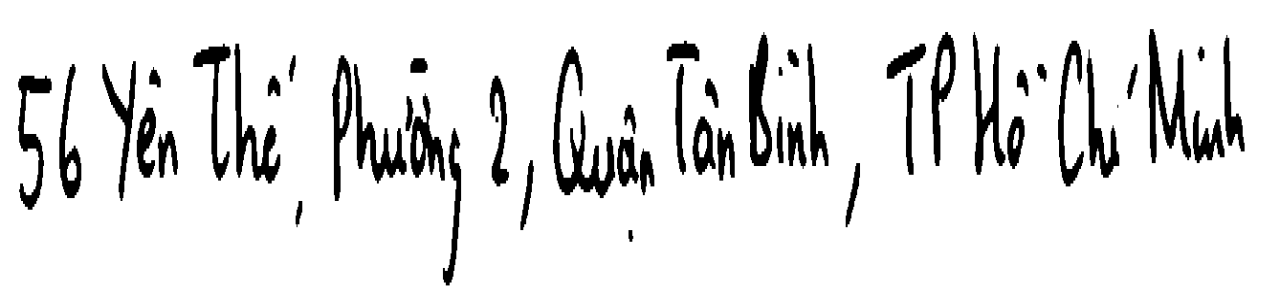 56 Yên Thế, Phường 2, Quận Tân Bình, TP Hồ Chí Minh